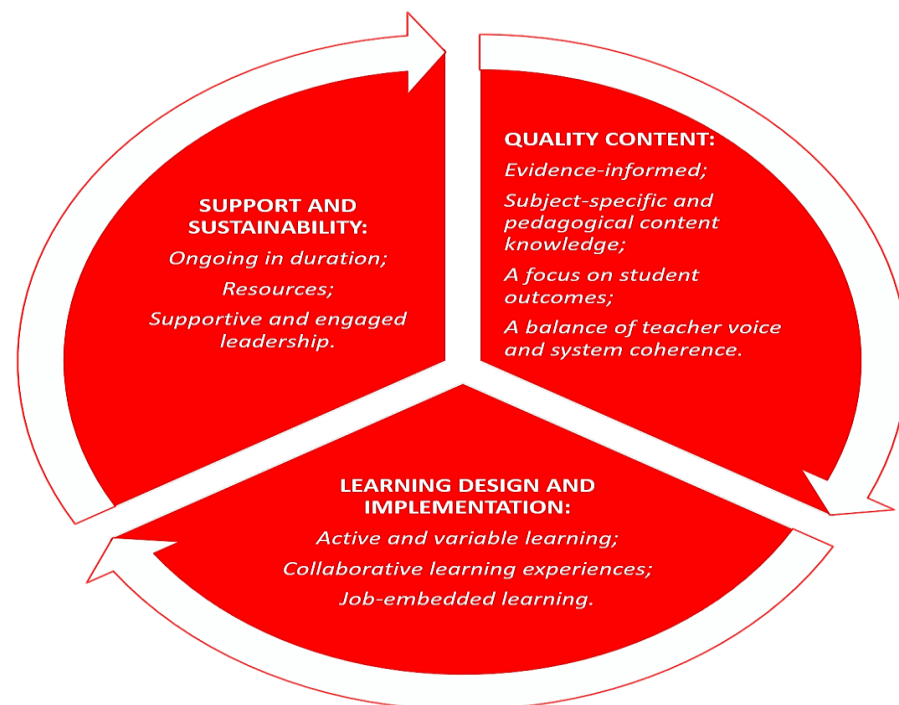 QUALITY CONTENT:
Evidence-informed;
Subject-specific and
pedagogical content
knowledge;
A focus on student
outcomes;
A balance of teacher voice
and system coherence.
LEARNING DESIGN AND
IMPLEMENTATION:
Active and variable learning;
Collaborative learning experiences;
Job-embedded learning.
SUPPORT AND
SUSTAINABILITY:
Ongoing in duration;
Resources;
Supportive and engaged
leadership.